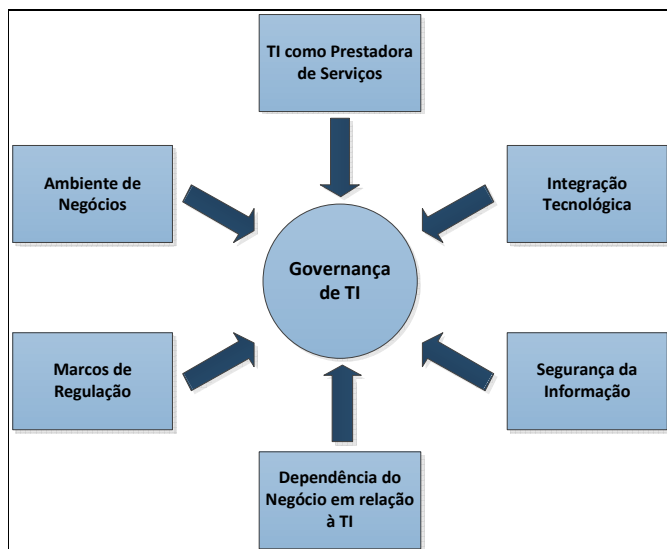 TI como Prestadora
de Serviços
Ambiente de
Negócios
Integração
Tecnológica
Governança
de TI
Marcos de
Regulação
Segurança da
Informação
Dependência do
Negócio em relação
à TI